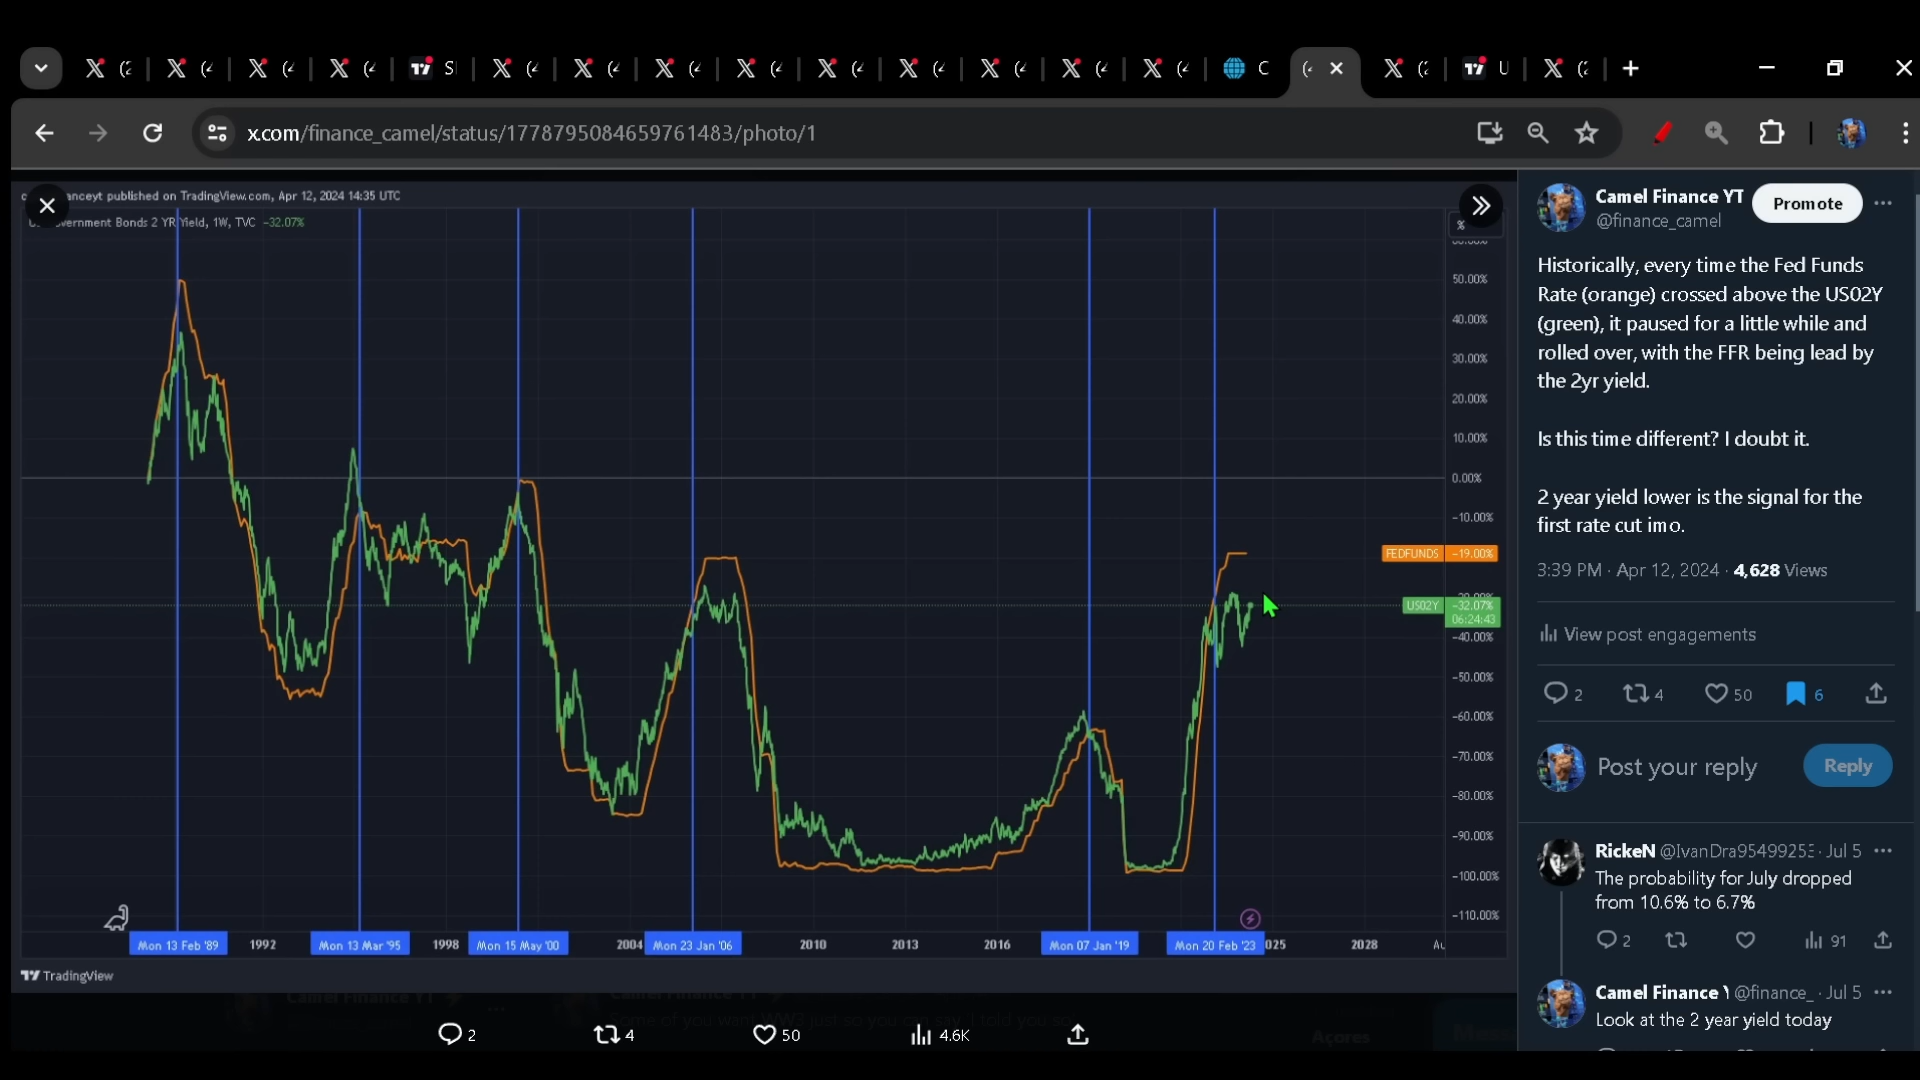 x.com/finance_camel/status/1778795084659761483/photo/1
anceyt published on TradingView.com, Apr 12, 2024 14:35 UTC
vernment Bonds 2 YR Yield, 1W, TVC −32.07%
%
50.00%
40.00%
30.00%
20.00%
10.00%
0.00%
−10.00%
FEDFUNDS −19.00%
US02Y −32.07%
06:24:43
−40.00%
−50.00%
−60.00%
−70.00%
−80.00%
−90.00%
−100.00%
−110.00%
Mon 13 Feb '89 1992 Mon 13 Mar '95 1998 Mon 15 May '00 2004 Mon 23 Jan '06 2010 2013 2016 Mon 07 Jan '19 Mon 20 Feb '23 025 2028
TradingView
2 4 50 4.6K
Camel Finance YT
Promote
@finance_camel
Historically, every time the Fed Funds
Rate (orange) crossed above the US02Y
(green), it paused for a little while and
rolled over, with the FFR being lead by
the 2yr yield.
Is this time different? I doubt it.
2 year yield lower is the signal for the
first rate cut imo.
3:39 PM · Apr 12, 2024 · 4,628 Views
View post engagements
2 4 50 6
Post your reply
Reply
RickeN @IvanDra9549925 · Jul 5
The probability for July dropped
from 10.6% to 6.7%
2 91
Camel Finance Y @finance_ · Jul 5
Look at the 2 year yield today